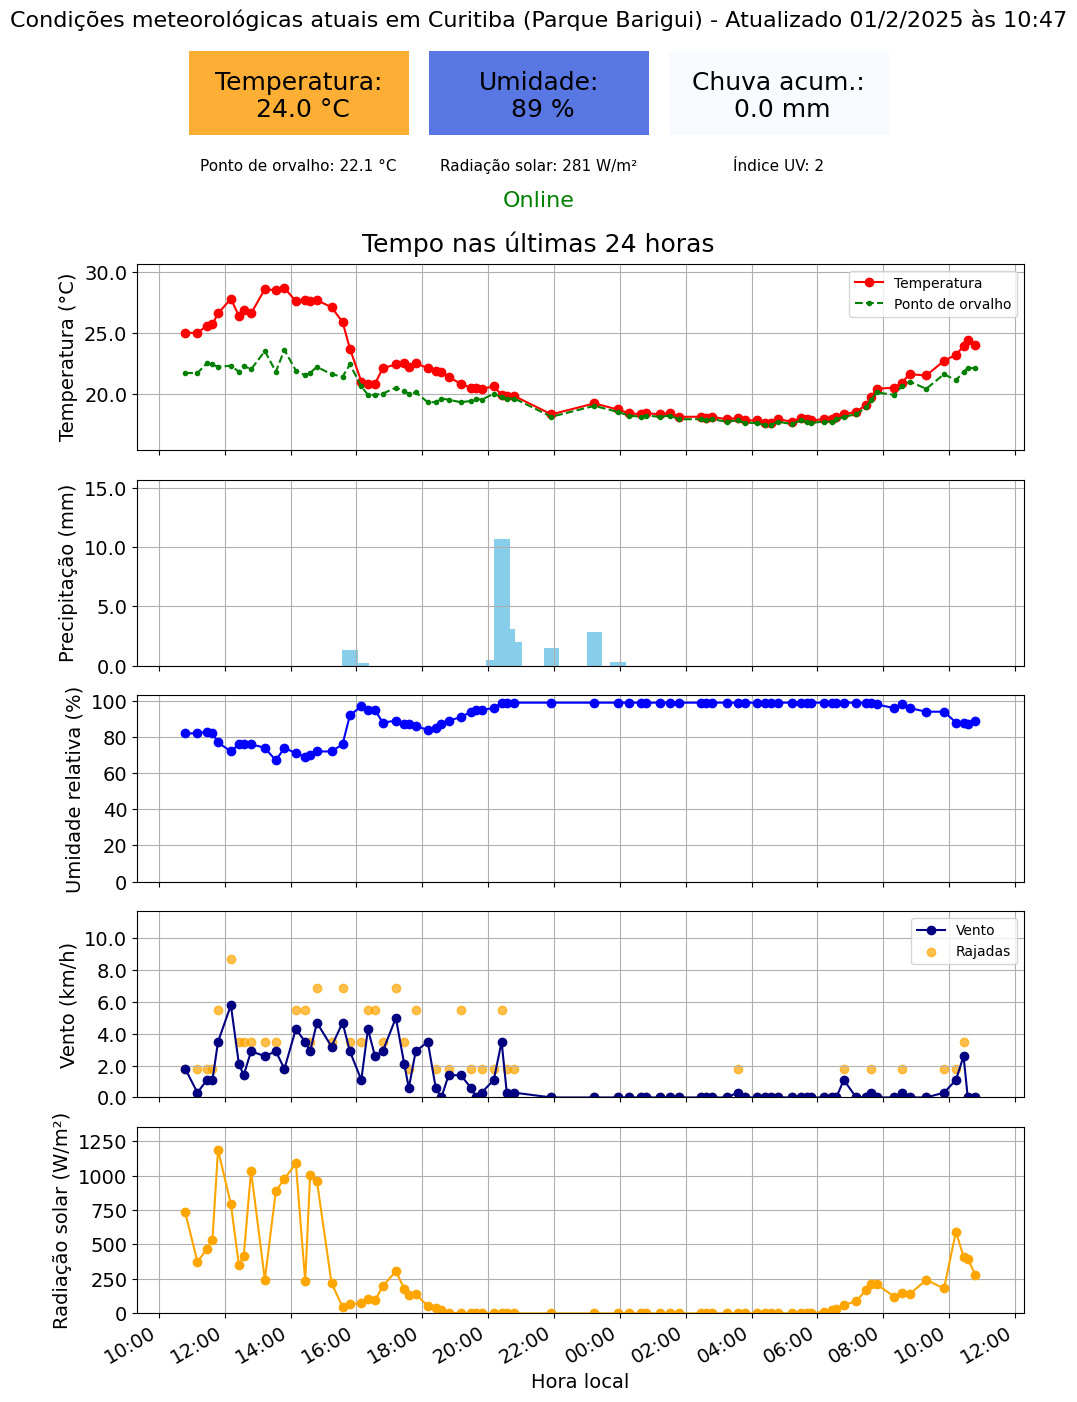 Condições meteorológicas atuais em Curitiba (Parque Barigui) - Atualizado 01/2/2025 às 10:47
Temperatura:
24.0 °C
Umidade:
89 %
Chuva acum.:
0.0 mm
Ponto de orvalho: 22.1 °C
Radiação solar: 281 W/m²
Índice UV: 2
Online
Tempo nas últimas 24 horas
Temperatura (°C)
30.0
25.0
20.0
Temperatura
Ponto de orvalho
Precipitação (mm)
15.0
10.0
5.0
0.0
Umidade relativa (%)
100
80
60
40
20
0
Vento (km/h)
10.0
8.0
6.0
4.0
2.0
0.0
Vento
Rajadas
Radiação solar (W/m²)
1250
1000
750
500
250
0
10:00
12:00
14:00
16:00
18:00
20:00
22:00
00:00
02:00
04:00
06:00
08:00
10:00
12:00
Hora local